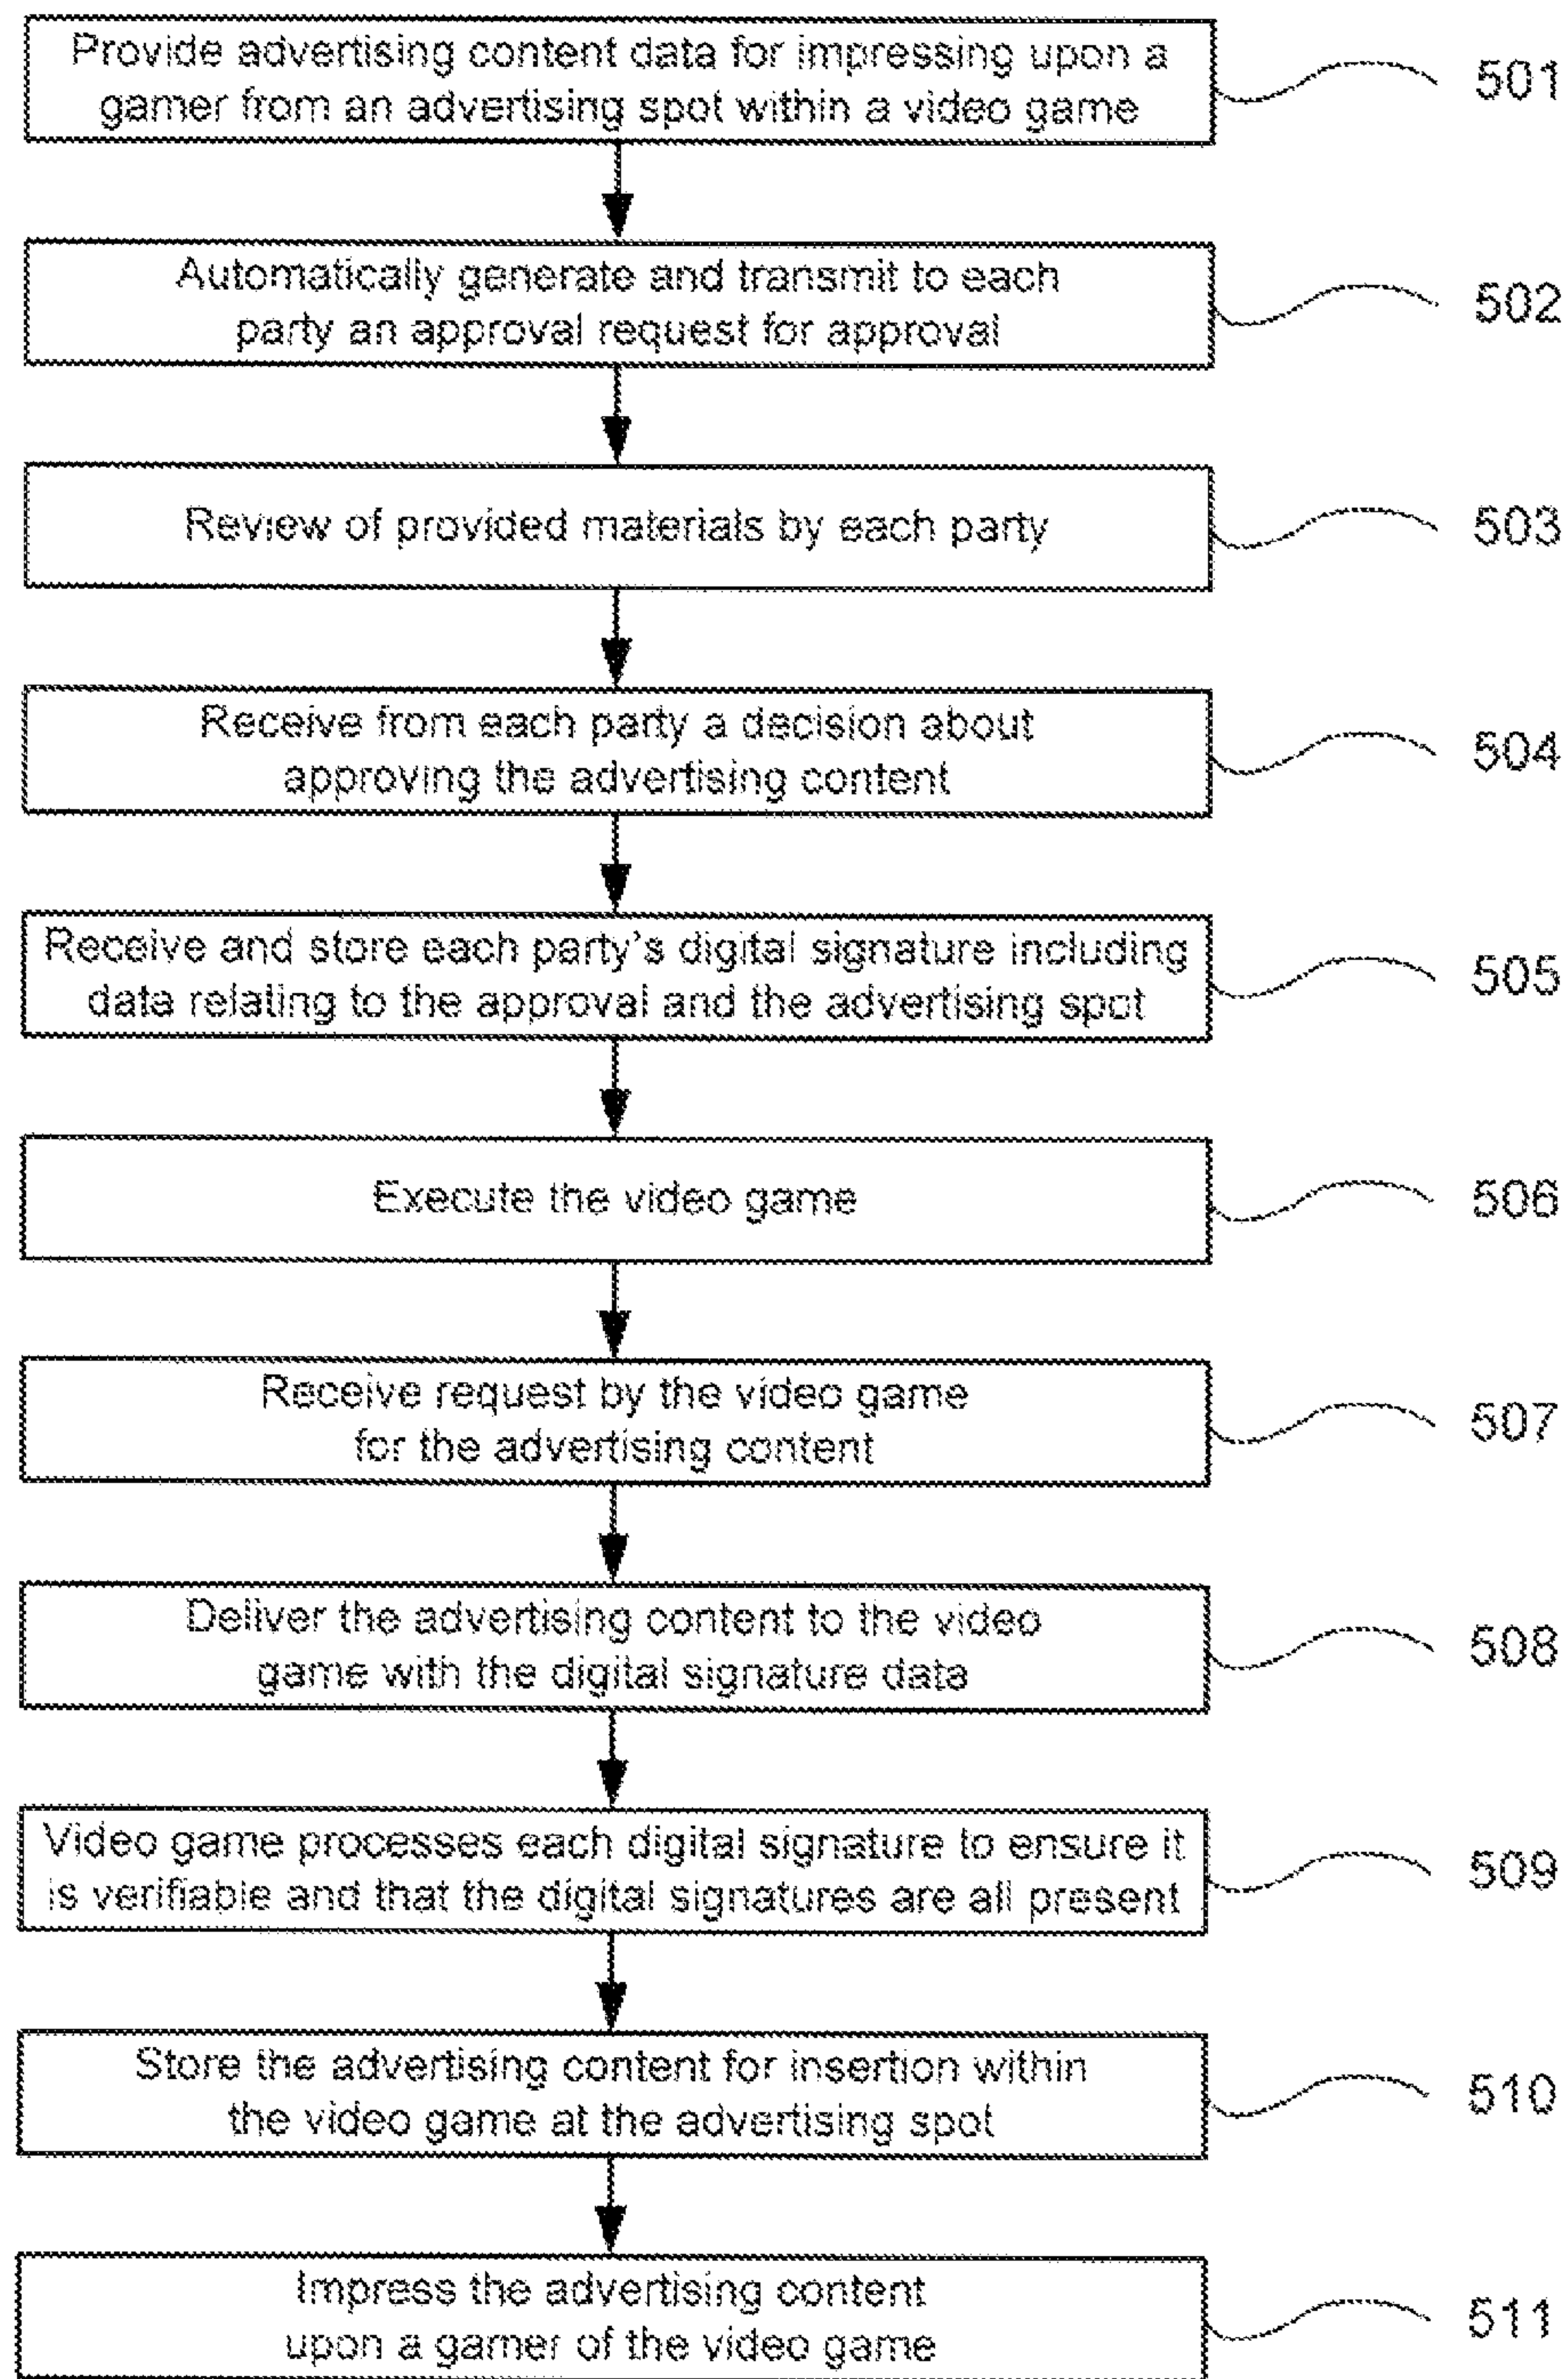 Provide advertising content data for impressing upon a
gamer from an advertising spot within a video game
501
Automatically generate and transmit to each
party an approval request for approval
502
Review of provided materials by each party
503
Receive from each party a decision about
approving the advertising content
504
Receive and store each party's digital signature including
data relating to the approval and the advertising spot
505
Execute the video game
506
Receive request by the video game
for the advertising content
507
Deliver the advertising content to the video
game with the digital signature data
508
Video game processes each digital signature to ensure it
is verifiable and that the digital signatures are all present
509
Store the advertising content for insertion within
the video game at the advertising spot
510
Impress the advertising content
upon a gamer of the video game
511